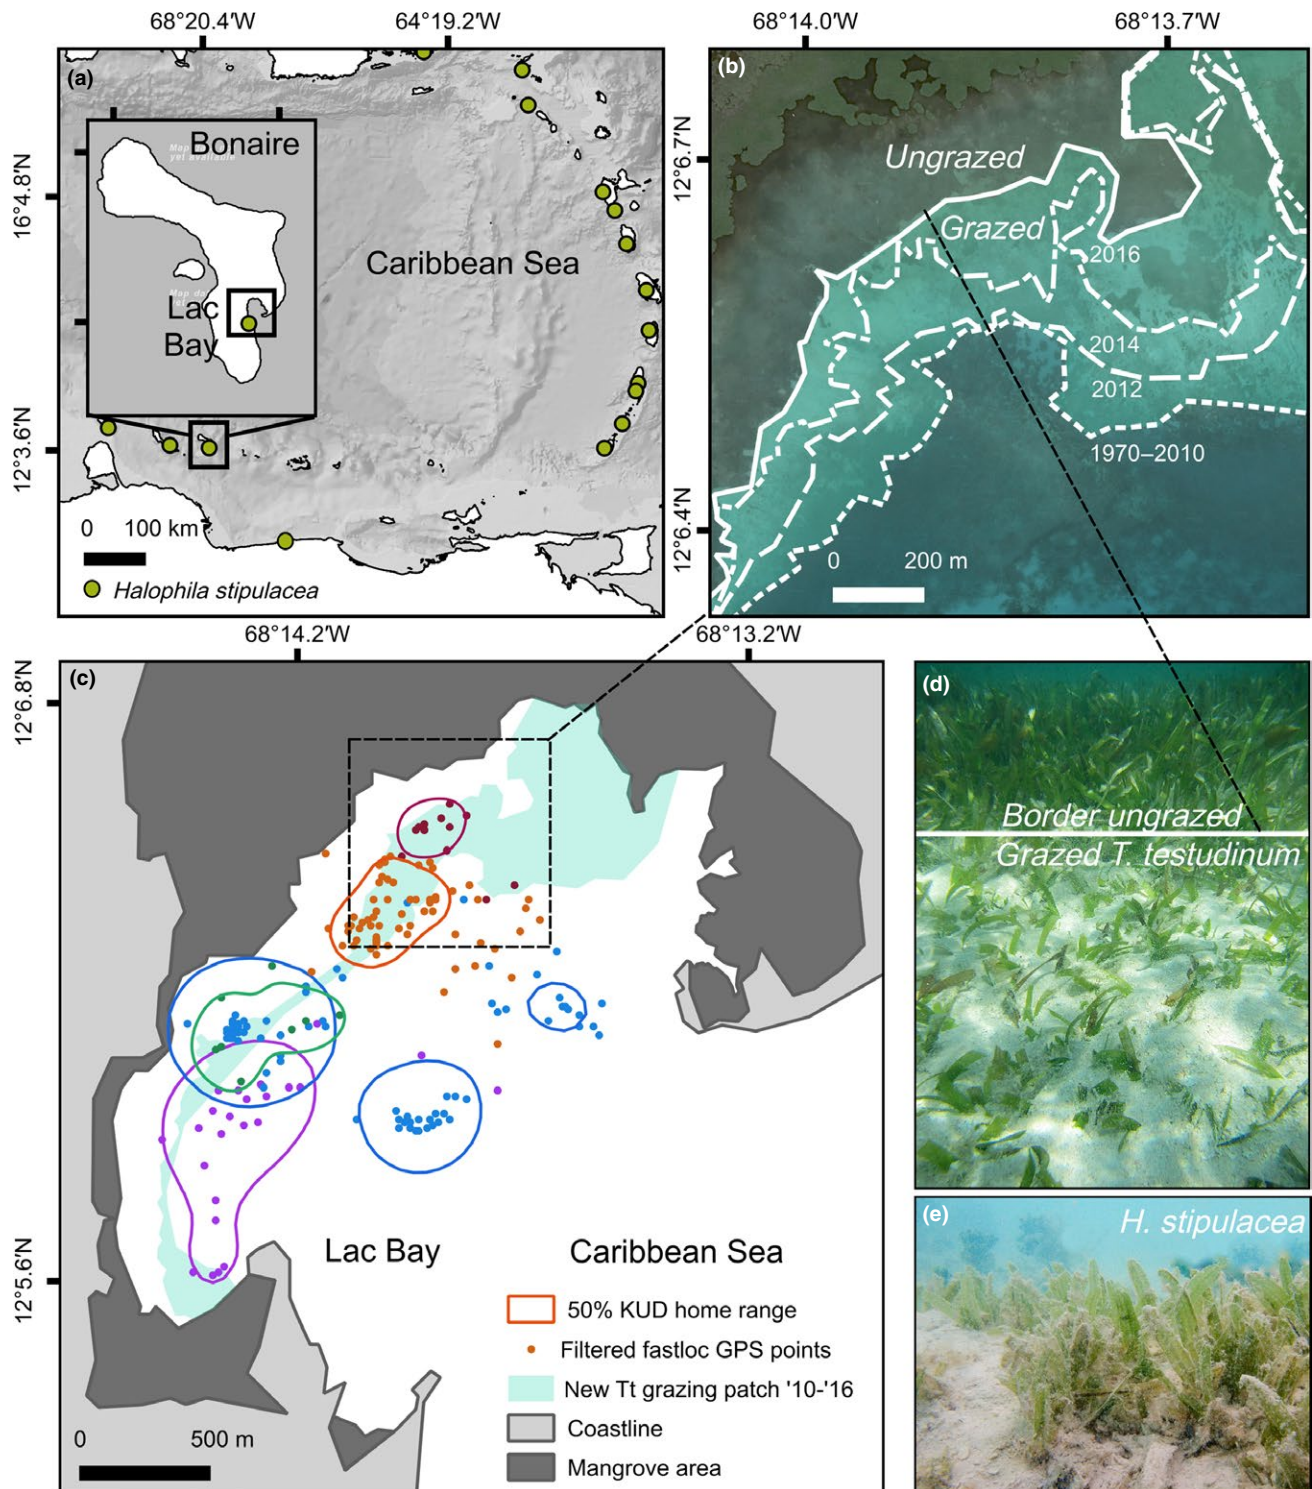 68°20.4'W
64°19.2'W
(a)
Bonaire
Map
yet available
16°4.8'N
Caribbean Sea
Lac
Bay
12°3.6'N
0
100 km
Halophila stipulacea
68°14.0'W
68°13.7'W
(b)
12°6.7'N
Ungrazed
Grazed
2016
2014
2012
1970–2010
12°6.4'N
0
200 m
68°14.2'W
68°13.2'W
(c)
12°6.8'N
12°5.6'N
Lac Bay
Caribbean Sea
50% KUD home range
Filtered fastloc GPS points
New Tt grazing patch '10-'16
Coastline
Mangrove area
0
500 m
(d)
Border ungrazed
Grazed T. testudinum
(e)
H. stipulacea